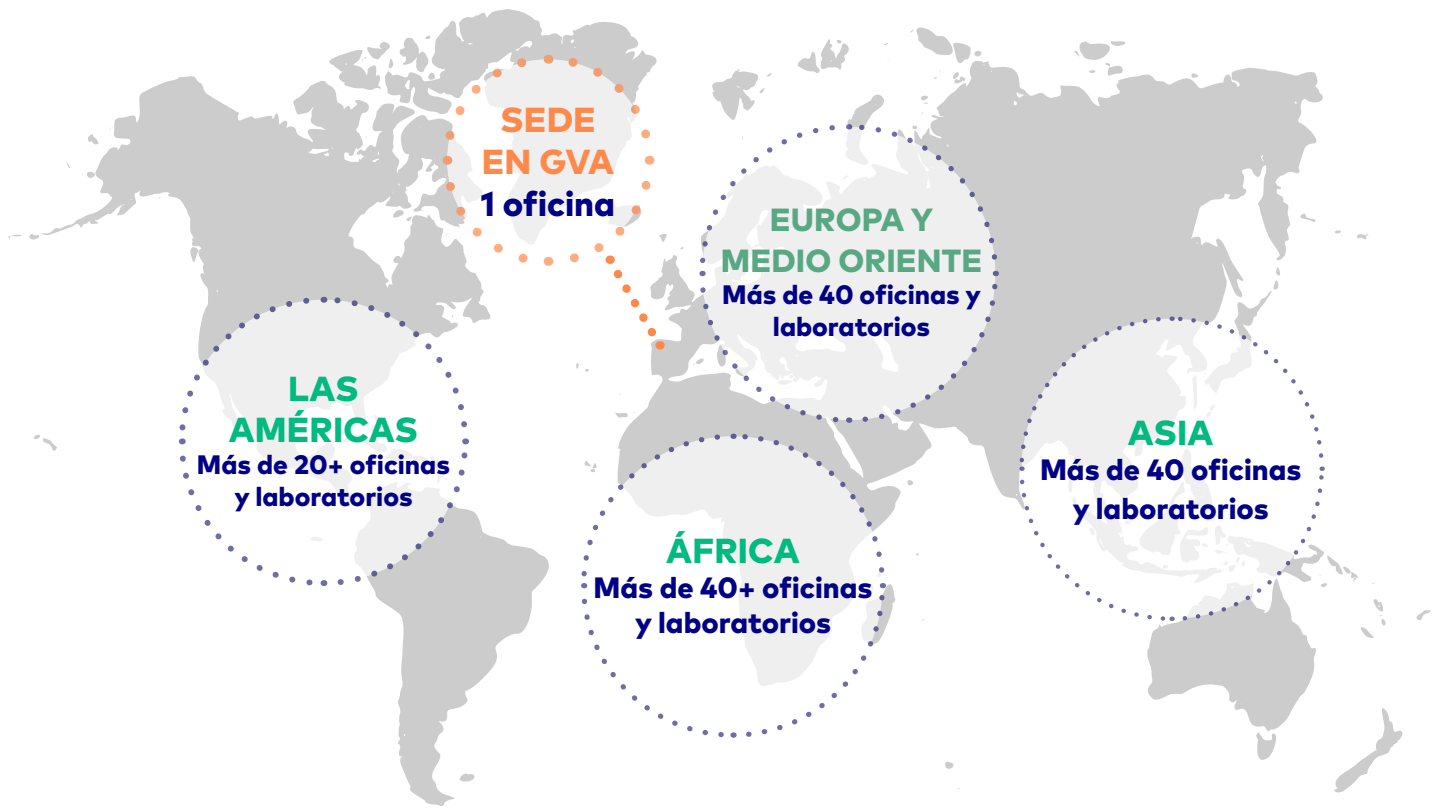 SEDE
EN GVA
1 oficina
EUROPA Y
MEDIO ORIENTE
Más de 40 oficinas y
laboratorios
LAS
AMÉRICAS
Más de 20+ oficinas
y laboratorios
ASIA
Más de 40 oficinas
y laboratorios
ÁFRICA
Más de 40+ oficinas
y laboratorios